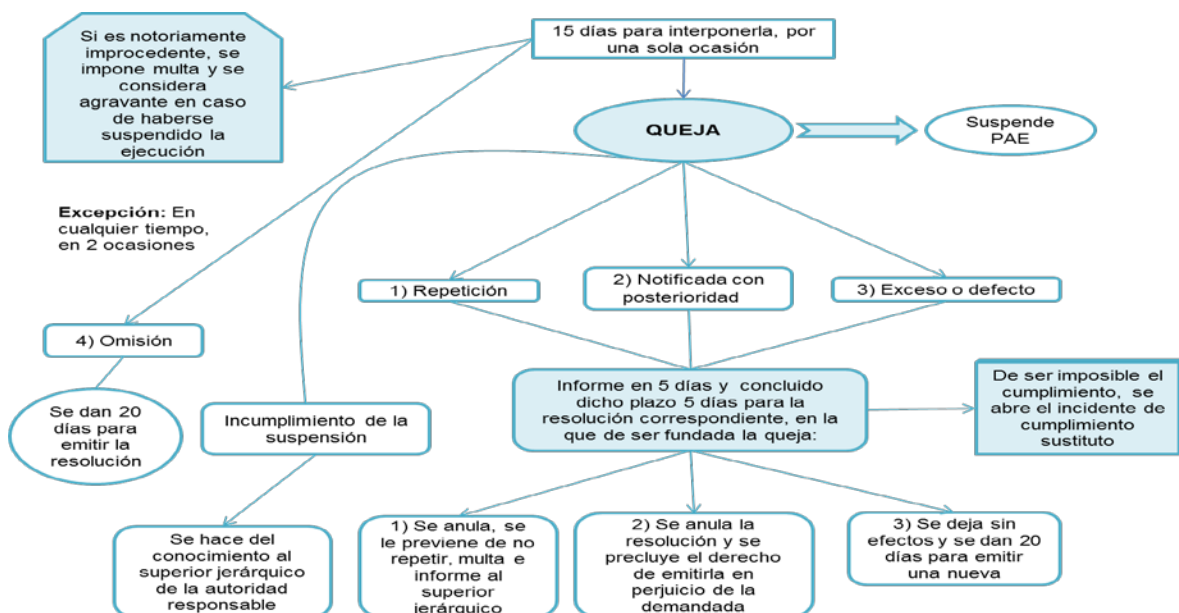 Si es notoriamente
improcedente, se
impone multa y se
considera
agravante en caso
de haberse
suspendido la
ejecución
15 días para interponerla, por
una sola ocasión
QUEJA
Suspende
PAE
Excepción: En
cualquier tiempo,
en 2 ocasiones
1) Repetición
2) Notificada con
posterioridad
3) Exceso o defecto
4) Omisión
Se dan 20
días para
emitir la
resolución
Incumplimiento de la
suspensión
Informe en 5 días y concluido
dicho plazo 5 días para la
resolución correspondiente, en la
que de ser fundada la queja:
De ser imposible el
cumplimiento, se
abre el incidente de
cumplimiento
sustituto
Se hace del
conocimiento al
superior jerárquico
de la autoridad
responsable
1) Se anula, se
le previene de no
repetir, multa e
informe al
superior
jerárquico
2) Se anula la
resolución y se
precluye el derecho
de emitirla en
perjuicio de la
demandada
3) Se deja sin
efectos y se dan 20
días para emitir
una nueva